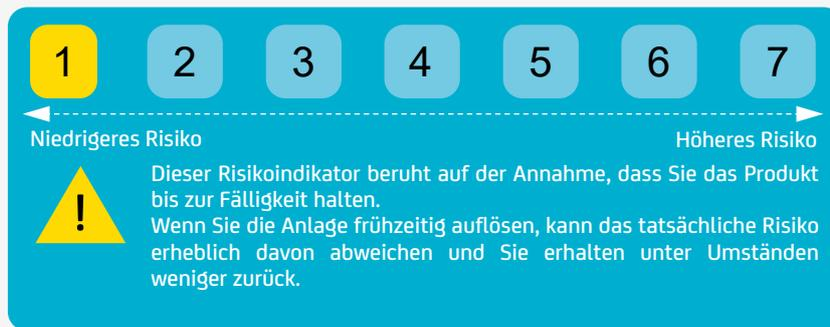 1 2 3 4 5 6 7
Niedrigeres Risiko Höheres Risiko
!
Dieser Risikoindikator beruht auf der Annahme, dass Sie das Produkt
bis zur Fälligkeit halten.
Wenn Sie die Anlage frühzeitig auflösen, kann das tatsächliche Risiko
erheblich davon abweichen und Sie erhalten unter Umständen
weniger zurück.